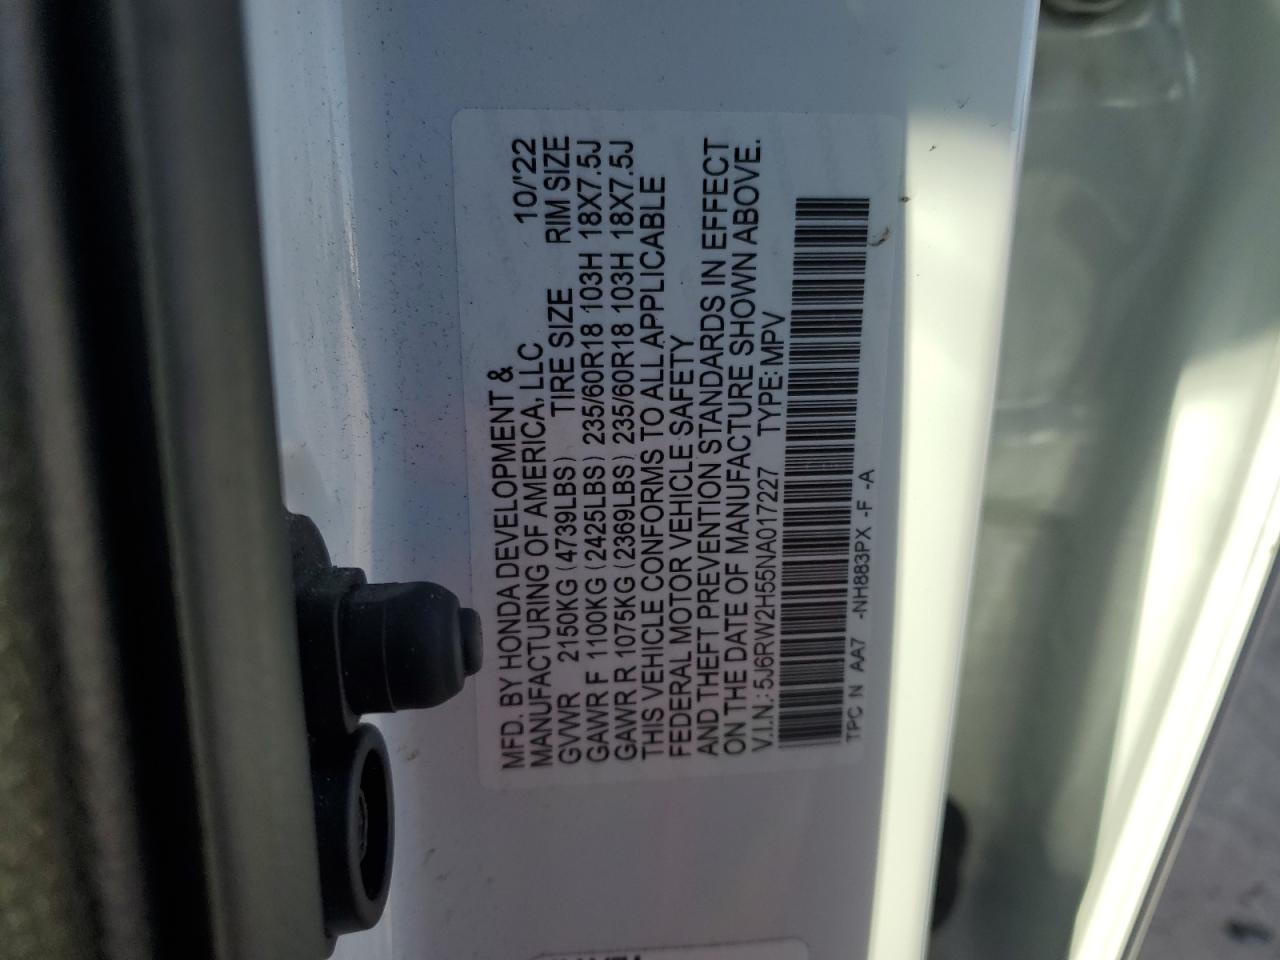 MFD. BY HONDA DEVELOPMENT &
MANUFACTURING OF AMERICA, LLC 10/'22
GVWR 2150KG (4739LBS) TIRE SIZE RIM SIZE
GAWR F 1100KG (2425LBS) 235/60R18 103H 18X7.5J
GAWR R 1075KG (2369LBS) 235/60R18 103H 18X7.5J
THIS VEHICLE CONFORMS TO ALL APPLICABLE
FEDERAL MOTOR VEHICLE SAFETY
AND THEFT PREVENTION STANDARDS IN EFFECT
ON THE DATE OF MANUFACTURE SHOWN ABOVE.
V.I.N.: 5J6RW2H55NA017227 TYPE: MPV
TPC N AA7 -NH883PX -F -A